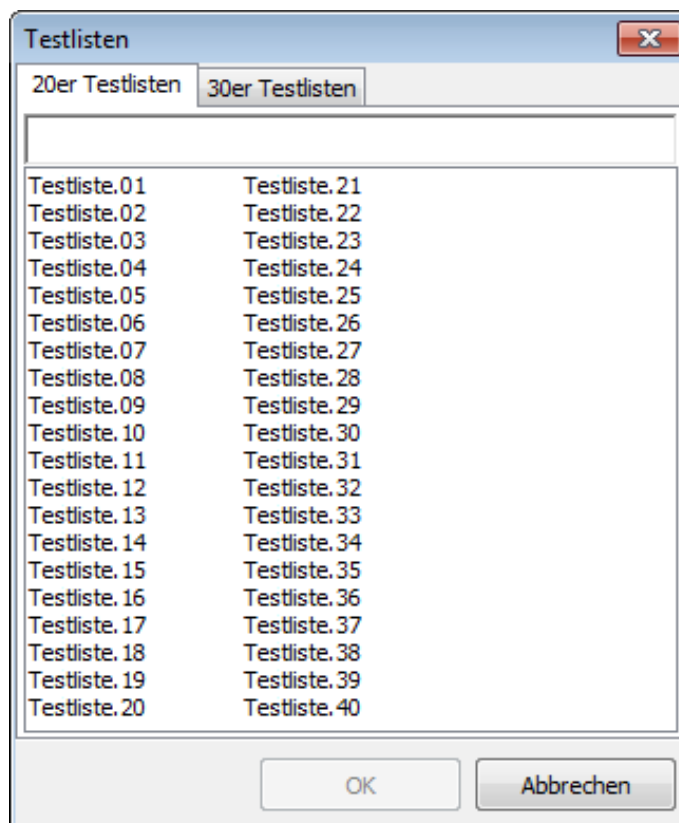 Testlisten
20er Testlisten 30er Testlisten
Testliste.01 Testliste.21
Testliste.02 Testliste.22
Testliste.03 Testliste.23
Testliste.04 Testliste.24
Testliste.05 Testliste.25
Testliste.06 Testliste.26
Testliste.07 Testliste.27
Testliste.08 Testliste.28
Testliste.09 Testliste.29
Testliste.10 Testliste.30
Testliste.11 Testliste.31
Testliste.12 Testliste.32
Testliste.13 Testliste.33
Testliste.14 Testliste.34
Testliste.15 Testliste.35
Testliste.16 Testliste.36
Testliste.17 Testliste.37
Testliste.18 Testliste.38
Testliste.19 Testliste.39
Testliste.20 Testliste.40
OK Abbrechen